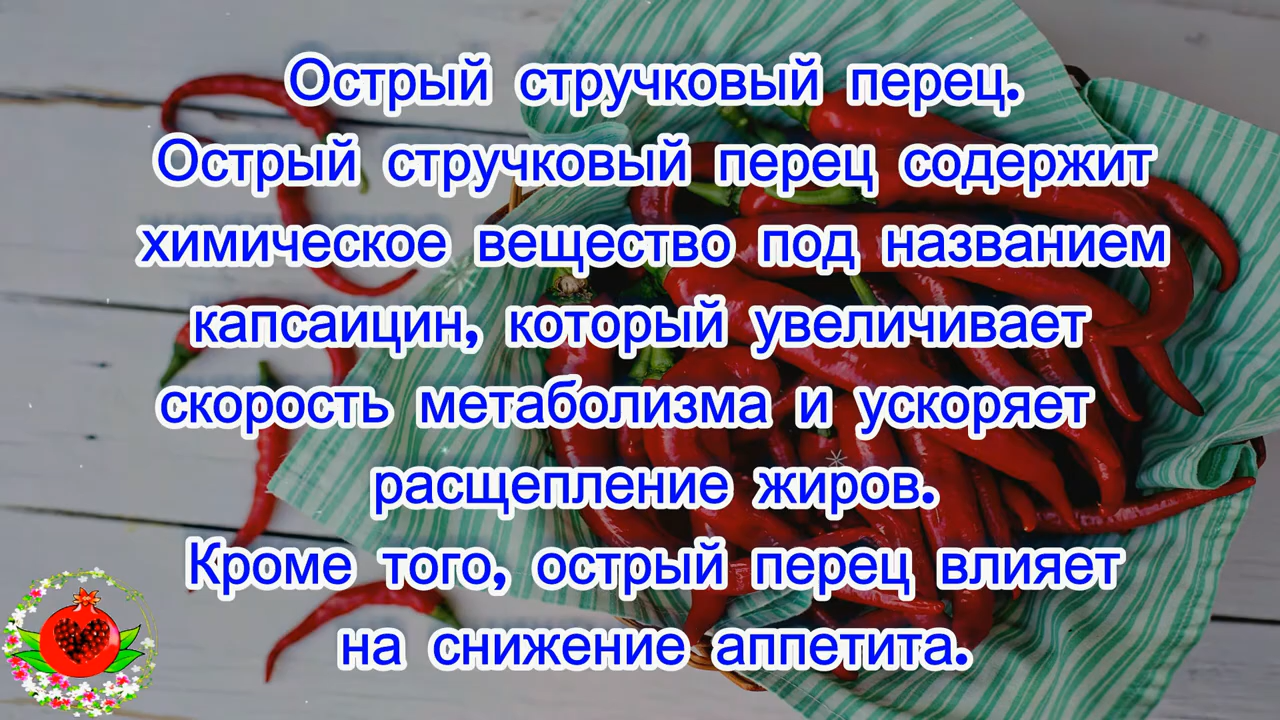 Острый стручковый перец.
Острый стручковый перец содержит
химическое вещество под названием
капсаицин, который увеличивает
скорость метаболизма и ускоряет
расщепление жиров.
Кроме того, острый перец влияет
на снижение аппетита.